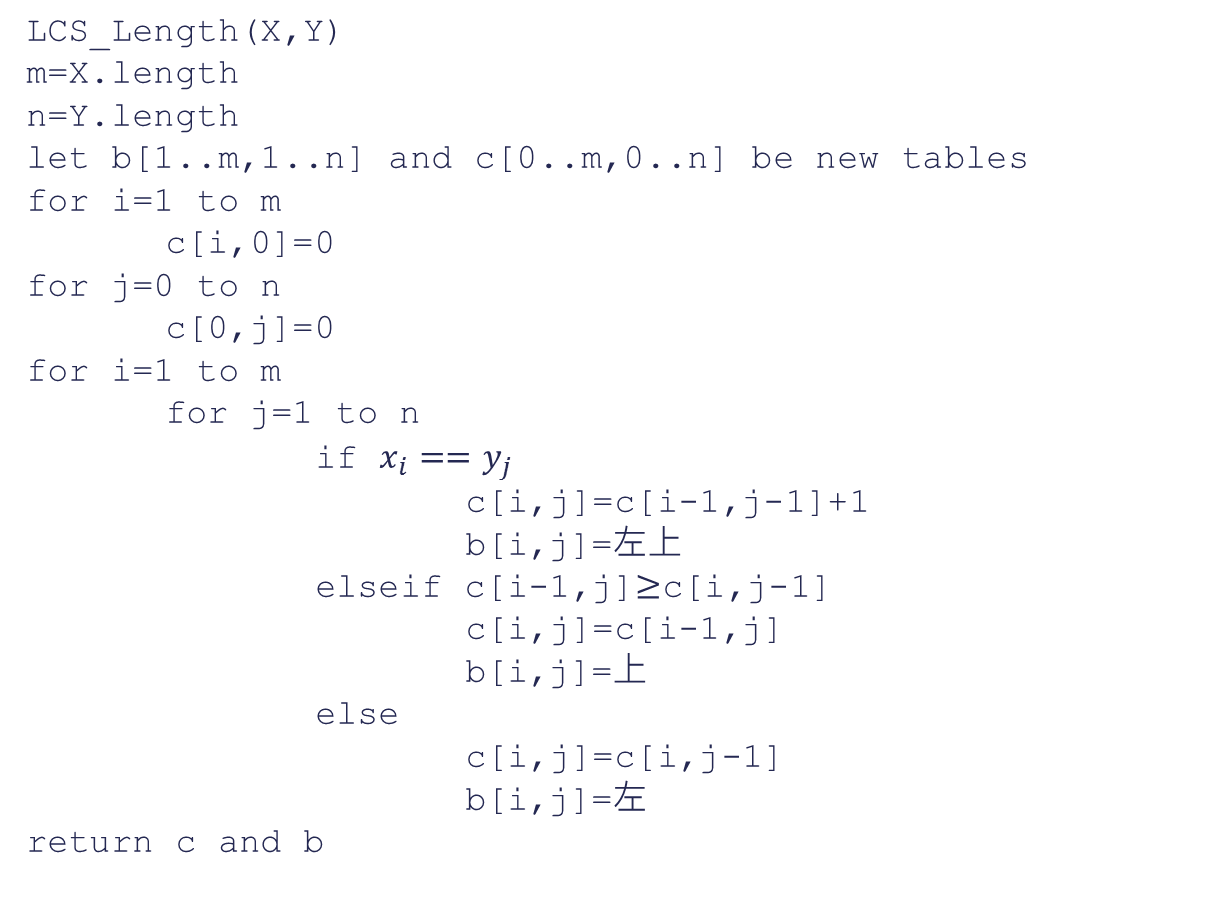 LCS_Length(X,Y)
m=X.length
n=Y.length
let b[1..m,1..n] and c[0..m,0..n] be new tables
for i=1 to m
c[i,0]=0
for j=0 to n
c[0,j]=0
for i=1 to m
for j=1 to n
if xᵢ == yⱼ
c[i,j]=c[i-1,j-1]+1
b[i,j]=左上
elseif c[i-1,j]≥c[i,j-1]
c[i,j]=c[i-1,j]
b[i,j]=上
else
c[i,j]=c[i,j-1]
b[i,j]=左
return c and b